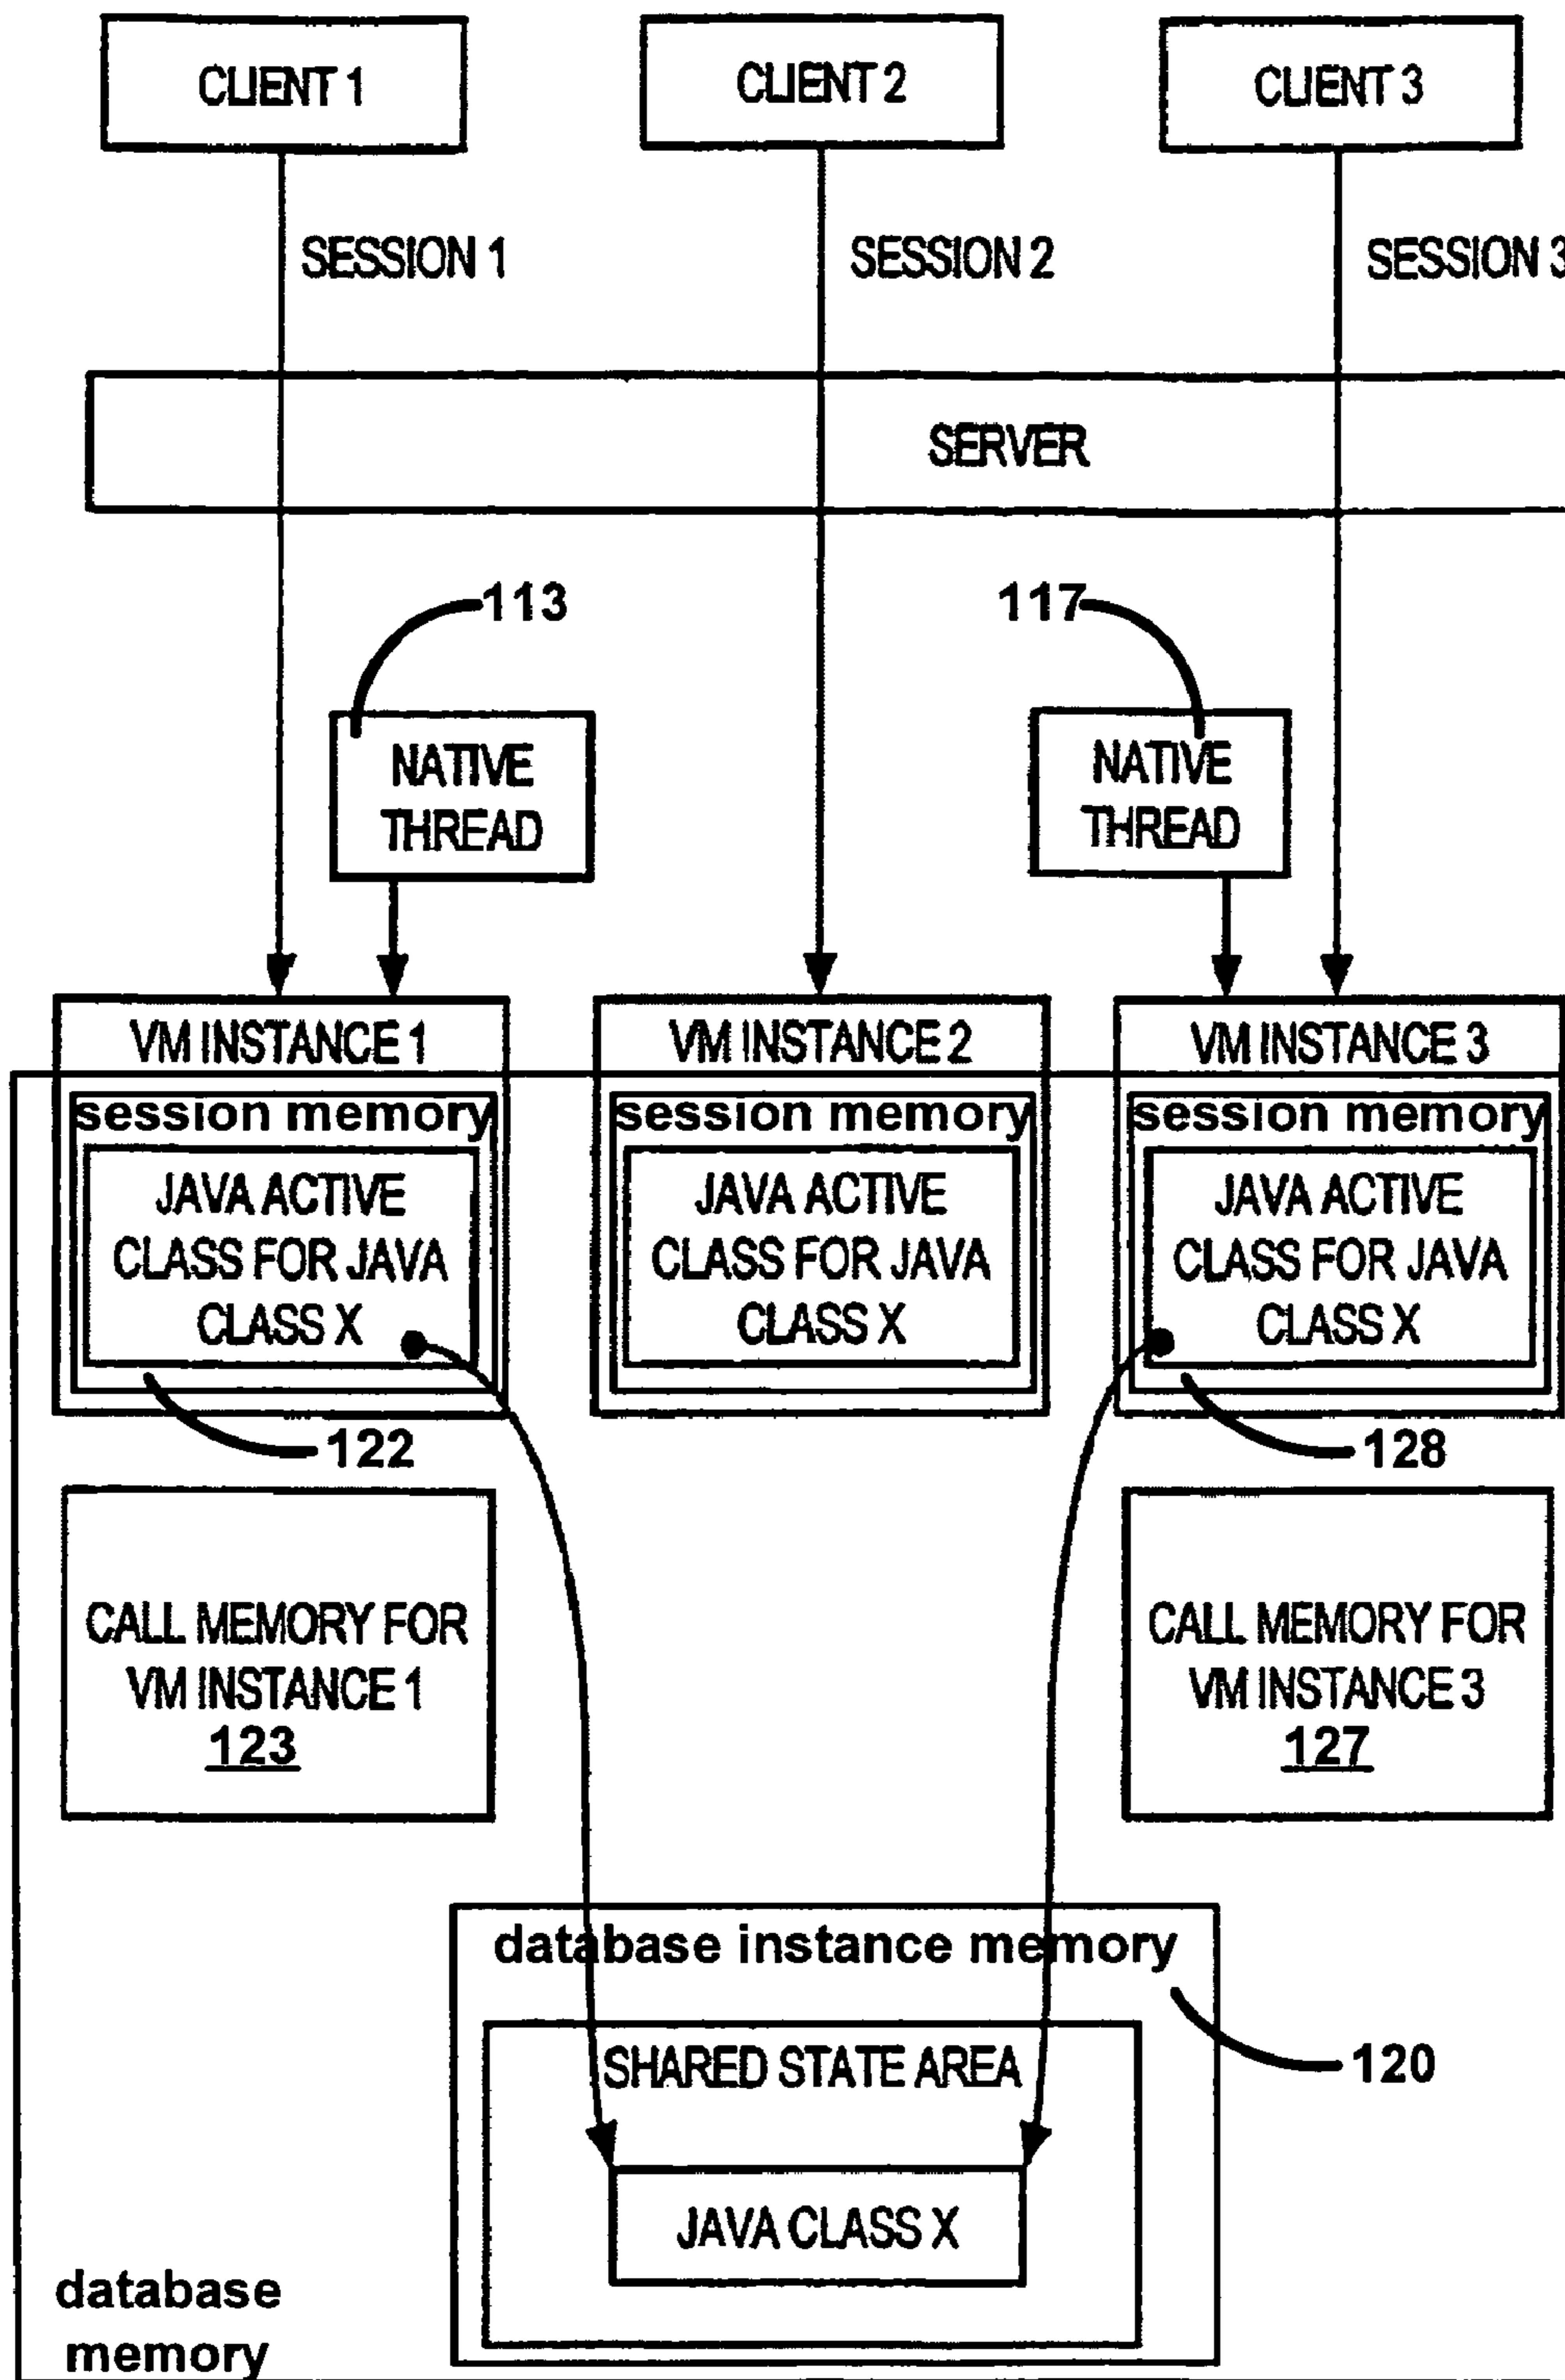 CLIENT 1
CLIENT 2
CLIENT 3
SESSION 1
SESSION 2
SESSION 3
SERVER
113
117
NATIVE
THREAD
NATIVE
THREAD
VM INSTANCE 1
VM INSTANCE 2
VM INSTANCE 3
session memory
session memory
session memory
JAVA ACTIVE
CLASS FOR JAVA
CLASS X
JAVA ACTIVE
CLASS FOR JAVA
CLASS X
JAVA ACTIVE
CLASS FOR JAVA
CLASS X
122
128
CALL MEMORY FOR
VM INSTANCE 1
123
CALL MEMORY FOR
VM INSTANCE 3
127
database instance memory
SHARED STATE AREA
120
JAVA CLASS X
database
memory